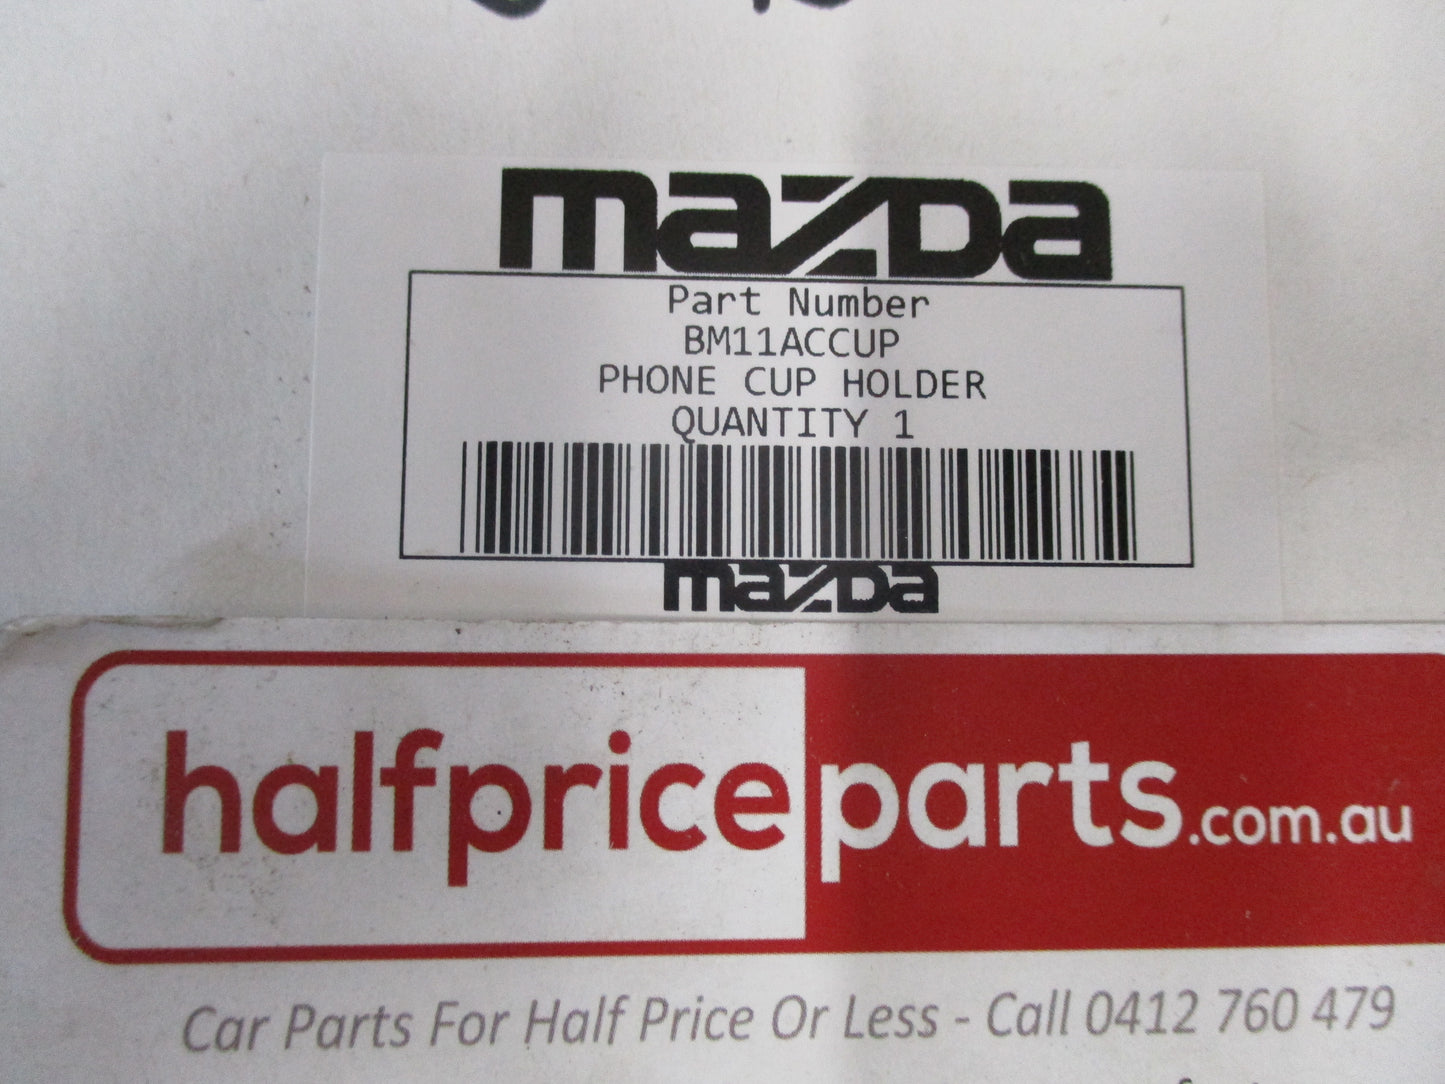 mazda
Part Number
BM11ACCUP
PHONE CUP HOLDER
QUANTITY 1
mazda
halfpriceparts.com.au
Car Parts For Half Price Or Less - Call 0412 760 479